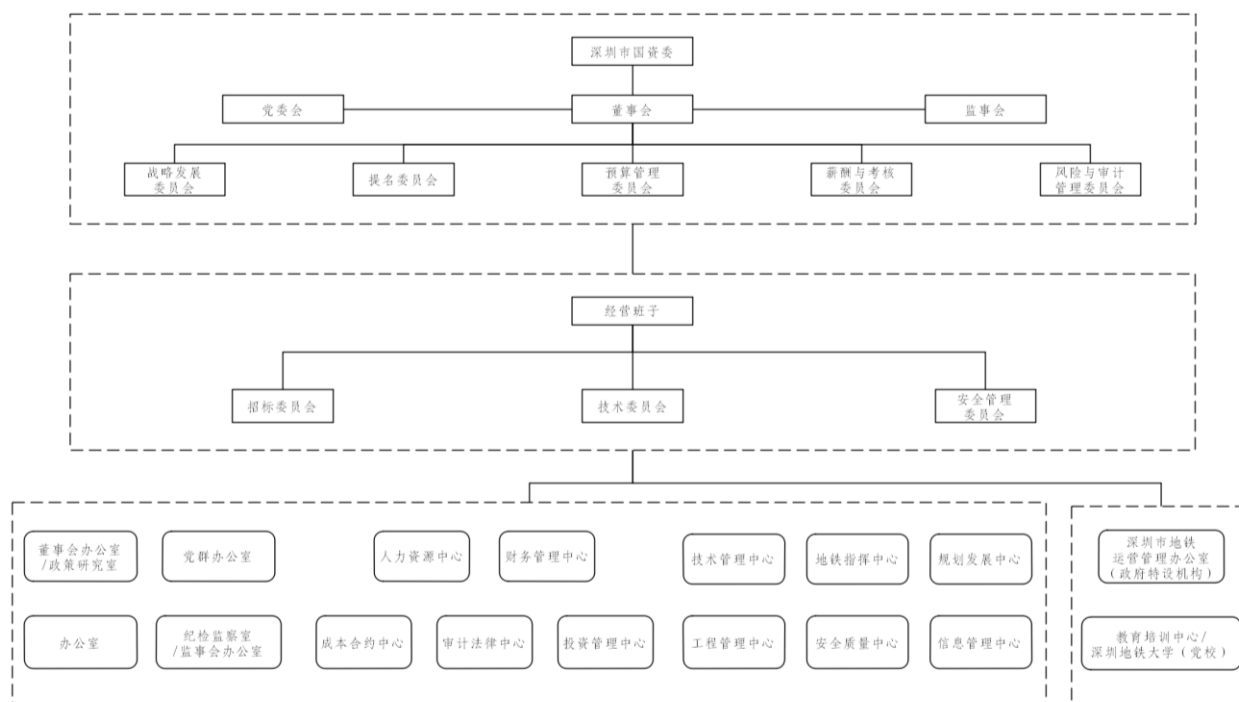 深圳市国资委
党委会
董事会
监事会
战略发展
委员会
提名委员会
预算管理
委员会
薪酬与考核
委员会
风险与审计
管理委员会
经营班子
招标委员会
技术委员会
安全管理
委员会
董事会办公室
/政策研究室
党群办公室
人力资源中心
财务管理中心
技术管理中心
地铁指挥中心
规划发展中心
深圳市地铁
运营管理办公室
（政府特设机构）
办公室
纪检监察室
/监事会办公室
成本合约中心
审计法律中心
投资管理中心
工程管理中心
安全质量中心
信息管理中心
教育培训中心/
深圳地铁大学（党校）